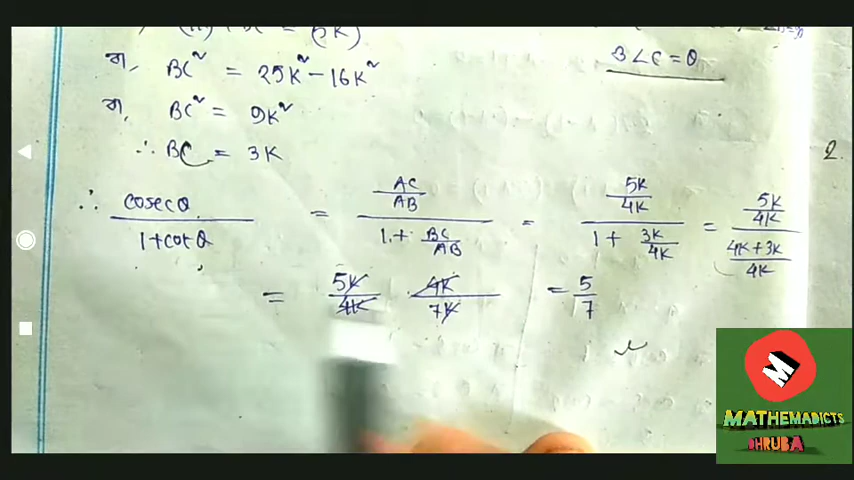 বা, BC² = 25K² - 16K²
বা, BC² = 9K²
∴ BC = 3K
∠C = θ
2.
∴ cosecθ / (1+cotθ) = (AC/AB) / (1 + BC/AB) = (5K/4K) / (1 + 3K/4K) = (5K/4K) / ((4K+3K)/4K)
= 5K/4K · 4K/7K = 5/7
M
MATHEMADICTS
DHRUBA